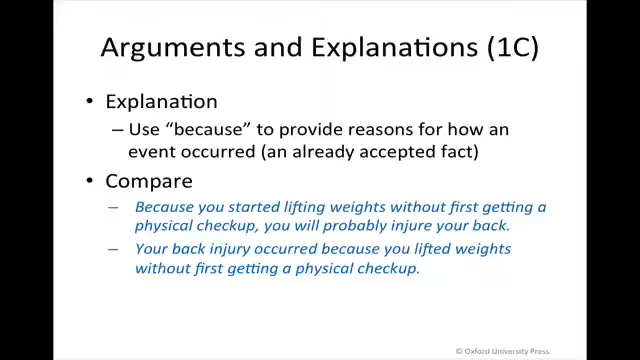 Arguments and Explanations (1C)
• Explanation
– Use “because” to provide reasons for how an
event occurred (an already accepted fact)
• Compare
– Because you started lifting weights without first getting a
physical checkup, you will probably injure your back.
– Your back injury occurred because you lifted weights
without first getting a physical checkup.
© Oxford University Press